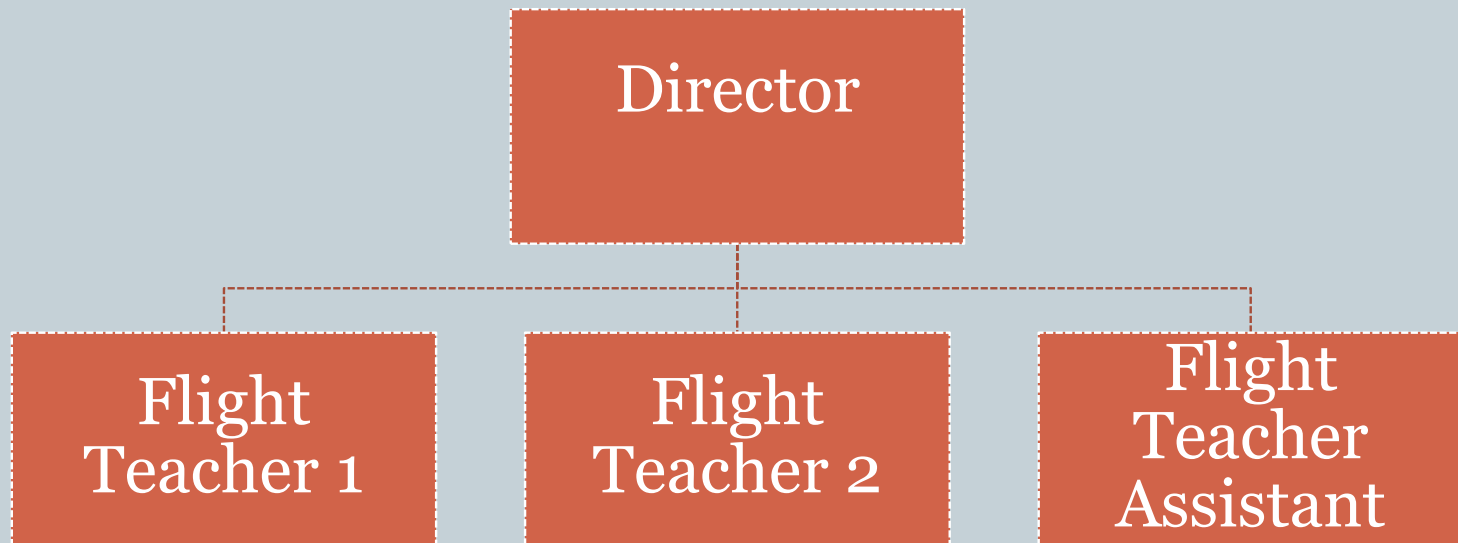 Director
Flight
Teacher 1
Flight
Teacher 2
Flight
Teacher
Assistant